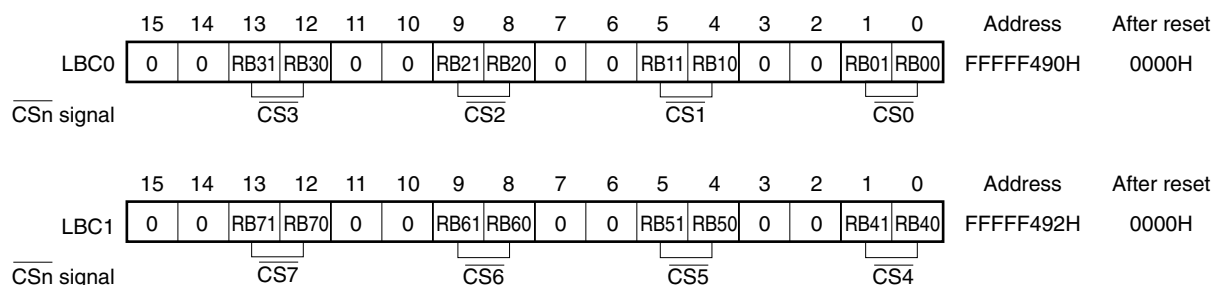 15 14 13 12 11 10 9 8 7 6 5 4 3 2 1 0 Address After reset
LBC0 0 0 RB31 RB30 0 0 RB21 RB20 0 0 RB11 RB10 0 0 RB01 RB00 FFFFF490H 0000H
CSn signal CS3 CS2 CS1 CS0
15 14 13 12 11 10 9 8 7 6 5 4 3 2 1 0 Address After reset
LBC1 0 0 RB71 RB70 0 0 RB61 RB60 0 0 RB51 RB50 0 0 RB41 RB40 FFFFF492H 0000H
CSn signal CS7 CS6 CS5 CS4